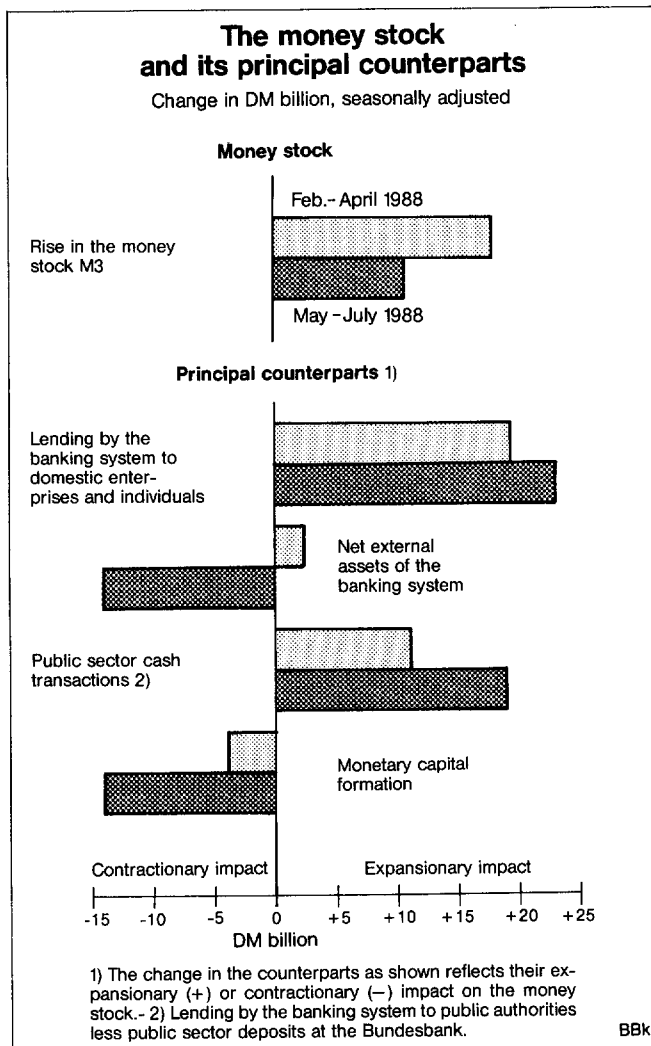 The money stock
and its principal counterparts
Change in DM billion, seasonally adjusted
Money stock
Feb.-April 1988
Rise in the money
stock M3
May-July 1988
Principal counterparts 1)
Lending by the
banking system to
domestic enter-
prises and individuals
Net external
assets of the
banking system
Public sector cash
transactions 2)
Monetary capital
formation
Contractionary impact Expansionary impact
-15 -10 -5 0 +5 +10 +15 +20 +25
DM billion
1) The change in the counterparts as shown reflects their ex-
pansionary (+) or contractionary (−) impact on the money
stock.- 2) Lending by the banking system to public authorities
less public sector deposits at the Bundesbank.
BBk